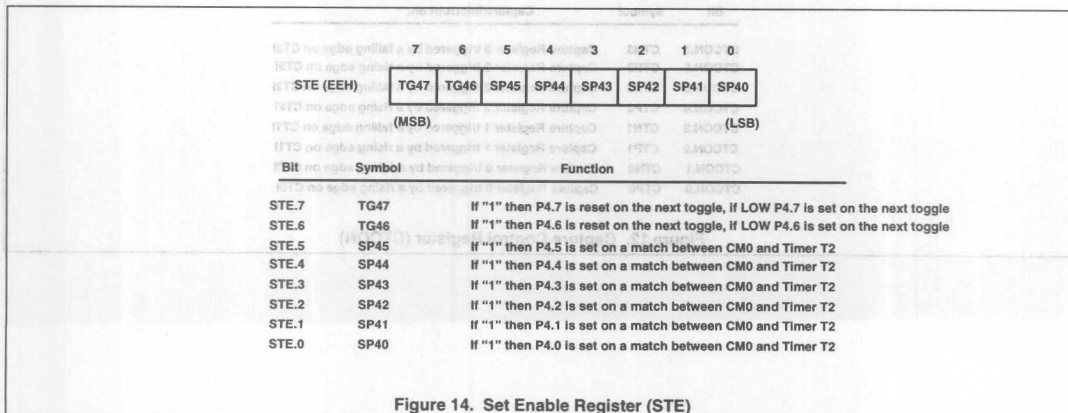 7 6 5 4 3 2 1 0
STE (EEH) TG47 TG46 SP45 SP44 SP43 SP42 SP41 SP40
(MSB) (LSB)
Bit Symbol Function
STE.7 TG47 If "1" then P4.7 is reset on the next toggle, if LOW P4.7 is set on the next toggle
STE.6 TG46 If "1" then P4.6 is reset on the next toggle, if LOW P4.6 is set on the next toggle
STE.5 SP45 If "1" then P4.5 is set on a match between CM0 and Timer T2
STE.4 SP44 If "1" then P4.4 is set on a match between CM0 and Timer T2
STE.3 SP43 If "1" then P4.3 is set on a match between CM0 and Timer T2
STE.2 SP42 If "1" then P4.2 is set on a match between CM0 and Timer T2
STE.1 SP41 If "1" then P4.1 is set on a match between CM0 and Timer T2
STE.0 SP40 If "1" then P4.0 is set on a match between CM0 and Timer T2
Figure 14. Set Enable Register (STE)